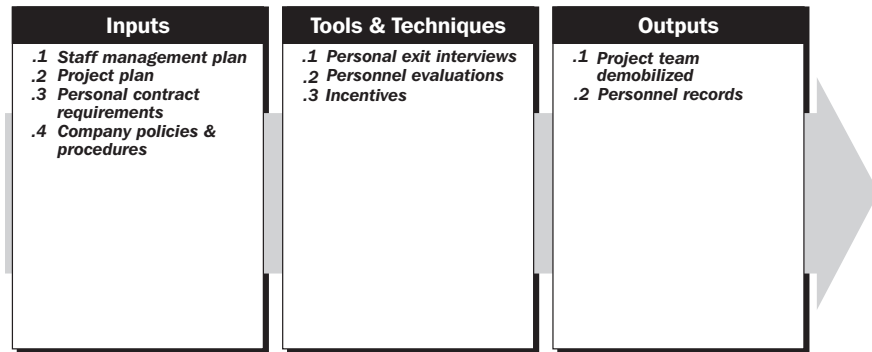 Inputs
.1 Staff management plan
.2 Project plan
.3 Personal contract
requirements
.4 Company policies &
procedures
Tools & Techniques
.1 Personal exit interviews
.2 Personnel evaluations
.3 Incentives
Outputs
.1 Project team
demobilized
.2 Personnel records